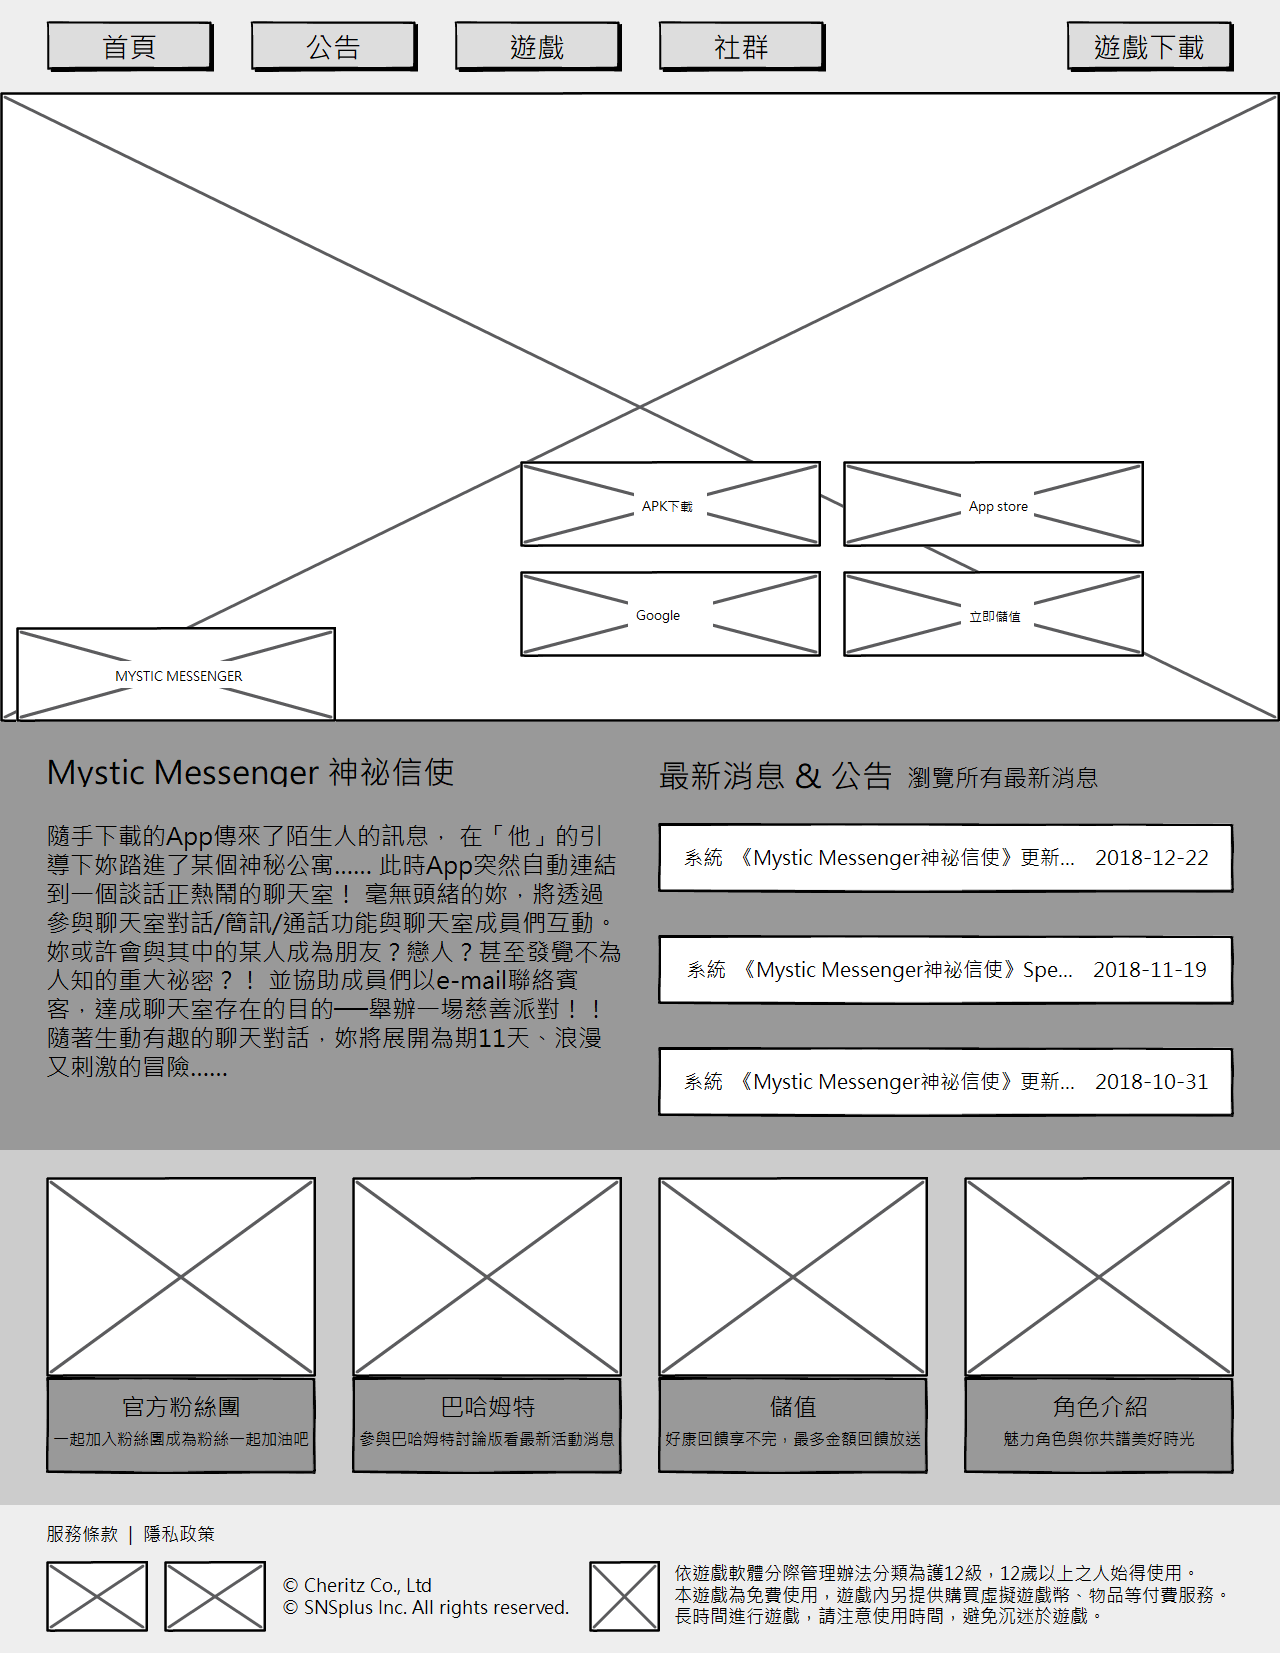 首頁
公告
遊戲
社群
遊戲下載
APK下載
App store
Google
立即儲值
MYSTIC MESSENGER
Mystic Messenger 神祕信使
隨手下載的App傳來了陌生人的訊息， 在「他」的引
導下妳踏進了某個神秘公寓...... 此時App突然自動連結
到一個談話正熱鬧的聊天室！ 毫無頭緒的妳，將透過
參與聊天室對話/簡訊/通話功能與聊天室成員們互動。
妳或許會與其中的某人成為朋友？戀人？甚至發覺不為
人知的重大祕密？！ 並協助成員們以e-mail聯絡賓
客，達成聊天室存在的目的──舉辦一場慈善派對！！
隨著生動有趣的聊天對話，妳將展開為期11天、浪漫
又刺激的冒險......
最新消息 & 公告 瀏覽所有最新消息
系統 《Mystic Messenger神祕信使》更新... 2018-12-22
系統 《Mystic Messenger神祕信使》Spe... 2018-11-19
系統 《Mystic Messenger神祕信使》更新... 2018-10-31
官方粉絲團
一起加入粉絲團成為粉絲一起加油吧
巴哈姆特
參與巴哈姆特討論版看最新活動消息
儲值
好康回饋享不完，最多金額回饋放送
角色介紹
魅力角色與你共譜美好時光
服務條款 | 隱私政策
© Cheritz Co., Ltd
© SNSplus Inc. All rights reserved.
依遊戲軟體分際管理辦法分類為護12級，12歲以上之人始得使用。
本遊戲為免費使用，遊戲內另提供購買虛擬遊戲幣、物品等付費服務。
長時間進行遊戲，請注意使用時間，避免沉迷於遊戲。